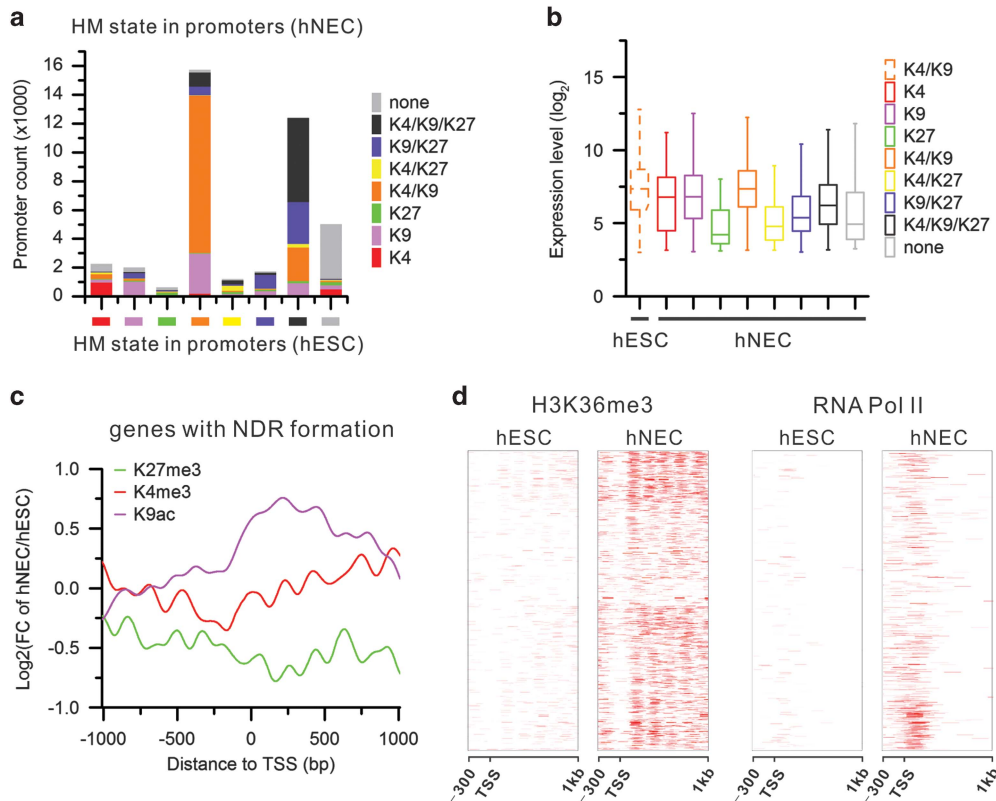 a
HM state in promoters (hNEC)
Promoter count (x1000)
16
14
12
10
8
6
4
2
0
none
K4/K9/K27
K9/K27
K4/K27
K4/K9
K27
K9
K4
HM state in promoters (hESC)
b
Expression level (log2)
15
10
5
0
hESC
hNEC
K4/K9
K4
K9
K27
K4/K9
K4/K27
K9/K27
K4/K9/K27
none
c
genes with NDR formation
Log2(FC of hNEC/hESC)
1.0
0.5
0.0
-0.5
-1.0
K27me3
K4me3
K9ac
-1000
-500
0
500
1000
Distance to TSS (bp)
d
H3K36me3
RNA Pol II
hESC
hNEC
hESC
hNEC
−300
TSS
1kb
−300
TSS
1kb
−300
TSS
1kb
−300
TSS
1kb